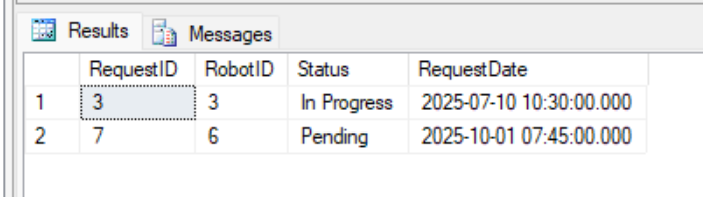 Results Messages
RequestID RobotID Status RequestDate
1 3 3 In Progress 2025-07-10 10:30:00.000
2 7 6 Pending 2025-10-01 07:45:00.000